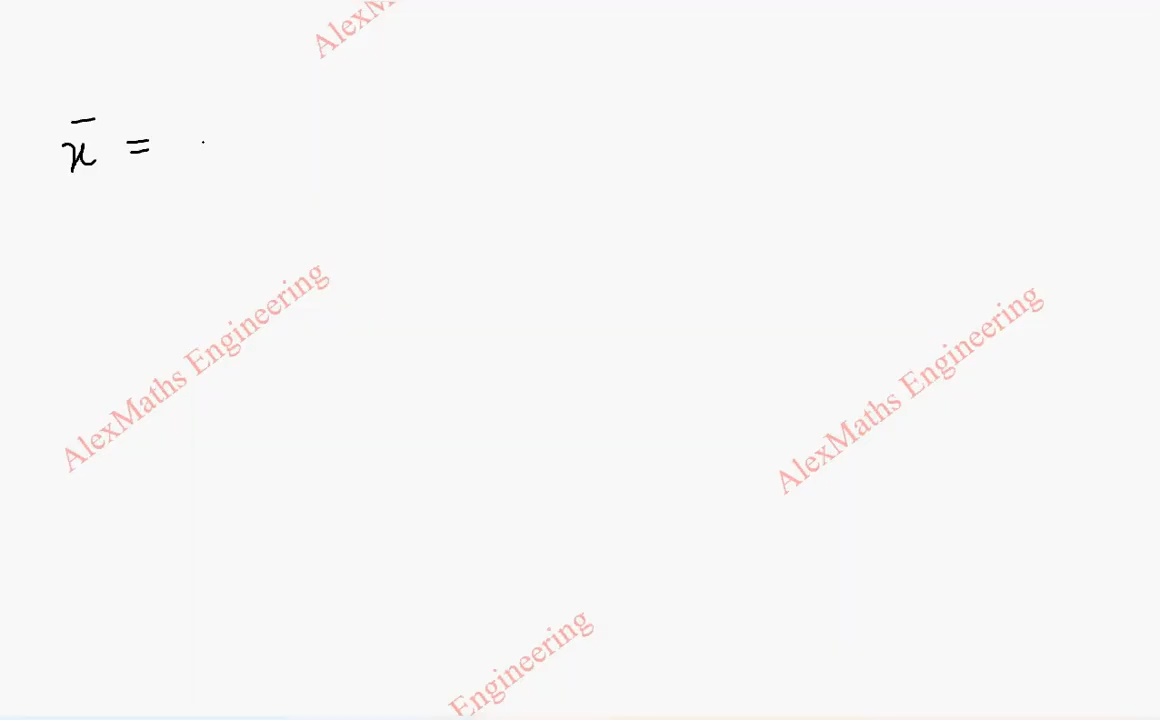 AlexM
x̄ =
AlexMaths Engineering
AlexMaths Engineering
Engineering